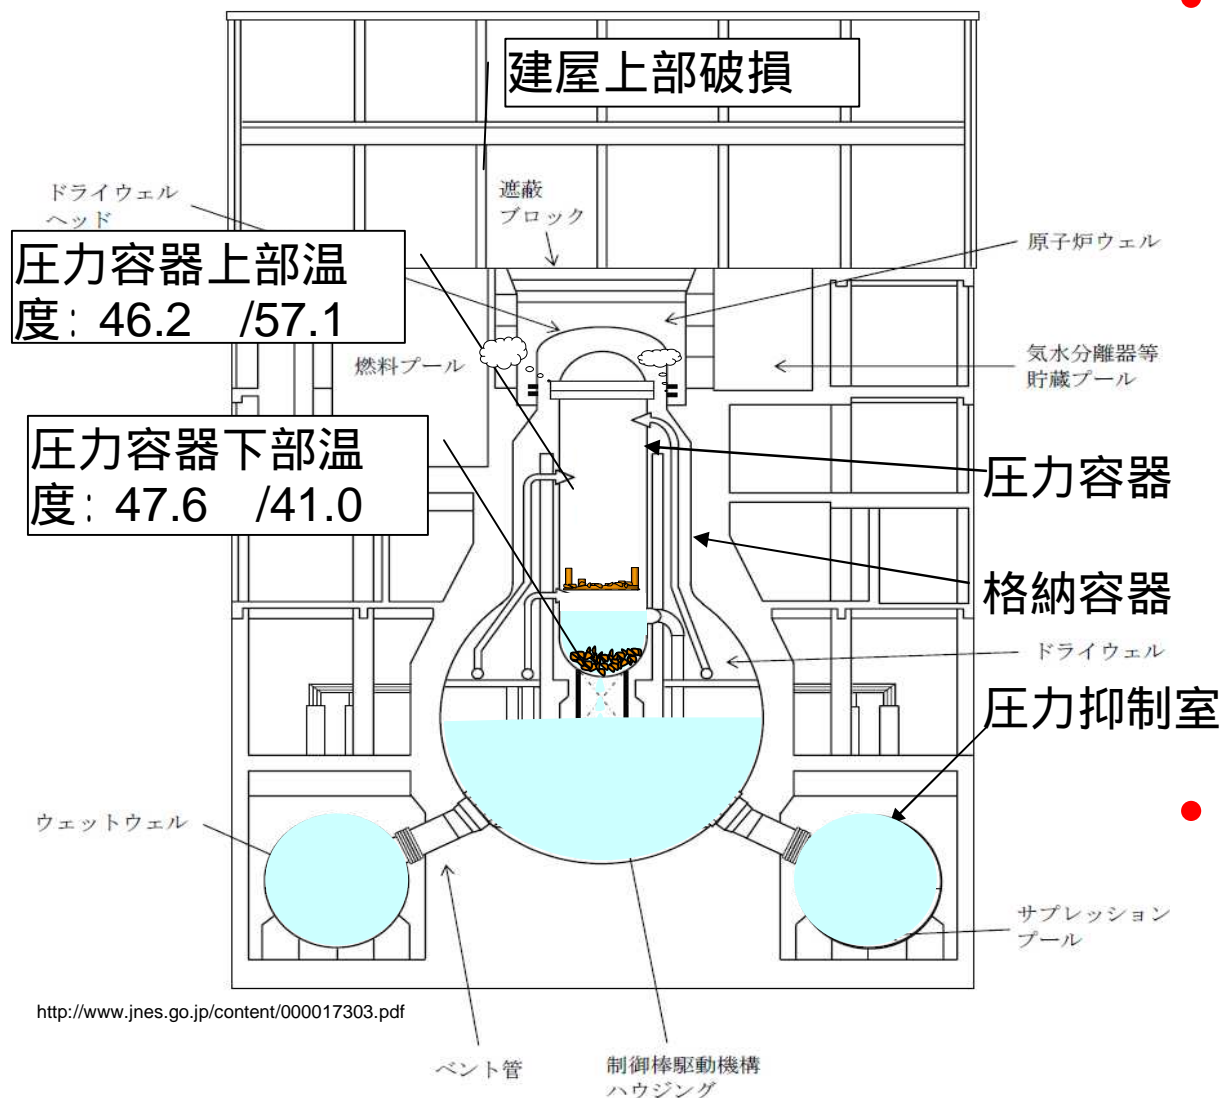 建屋上部破損
ドライウェル
ヘッド
遮蔽
ブロック
原子炉ウェル
圧力容器上部温
度: 46.2 /57.1
燃料プール
気水分離器等
貯蔵プール
圧力容器下部温
度: 47.6 /41.0
圧力容器
格納容器
ドライウェル
圧力抑制室
ウェットウェル
サプレッション
プール
http://www.jnes.go.jp/content/000017303.pdf
ベント管
制御棒駆動機構
ハウジング